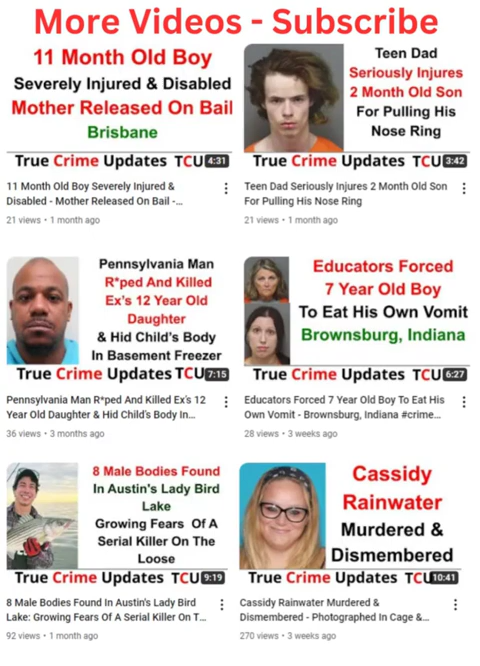 More Videos - Subscribe
11 Month Old Boy
Severely Injured & Disabled
Mother Released On Bail
Brisbane
True Crime Updates TCU 4:31
11 Month Old Boy Severely Injured &
Disabled - Mother Released On Bail -...
21 views • 1 month ago
Teen Dad
Seriously Injures
2 Month Old Son
For Pulling His
Nose Ring
True Crime Updates TCU 3:42
Teen Dad Seriously Injures 2 Month Old Son
For Pulling His Nose Ring
21 views • 1 month ago
Pennsylvania Man
R*ped And Killed
Ex's 12 Year Old
Daughter
& Hid Child's Body
In Basement Freezer
True Crime Updates TCU 7:15
Pennsylvania Man R*ped And Killed Ex's 12
Year Old Daughter & Hid Child's Body In...
36 views • 3 months ago
Educators Forced
7 Year Old Boy
To Eat His Own Vomit
Brownsburg, Indiana
True Crime Updates TCU 6:27
Educators Forced 7 Year Old Boy To Eat His
Own Vomit - Brownsburg, Indiana #crime...
28 views • 3 weeks ago
8 Male Bodies Found
In Austin's Lady Bird
Lake
Growing Fears Of A
Serial Killer On The
Loose
True Crime Updates TCU 9:19
8 Male Bodies Found In Austin's Lady Bird
Lake: Growing Fears Of A Serial Killer On T...
92 views • 1 month ago
Cassidy
Rainwater
Murdered &
Dismembered
True Crime Updates TCU 10:41
Cassidy Rainwater Murdered &
Dismembered - Photographed In Cage &...
270 views • 3 weeks ago